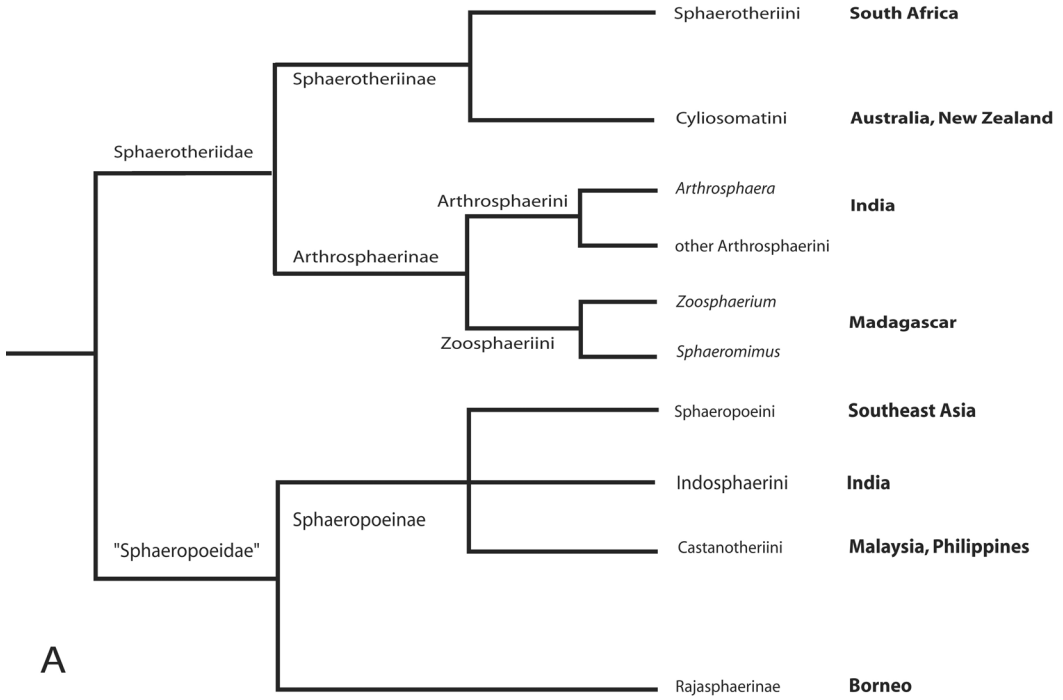 Sphaerotheriini South Africa
Sphaerotheriinae
Cyliosomatini Australia, New Zealand
Sphaerotheriidae
Arthrosphaera
Arthrosphaerini
India
other Arthrosphaerini
Arthrosphaerinae
Zoosphaerium
Madagascar
Zoosphaeriini
Sphaeromimus
Sphaeropoeini Southeast Asia
Indosphaerini India
Sphaeropoeinae
"Sphaeropoeidae"
Castanotheriini Malaysia, Philippines
A
Rajasphaerinae Borneo